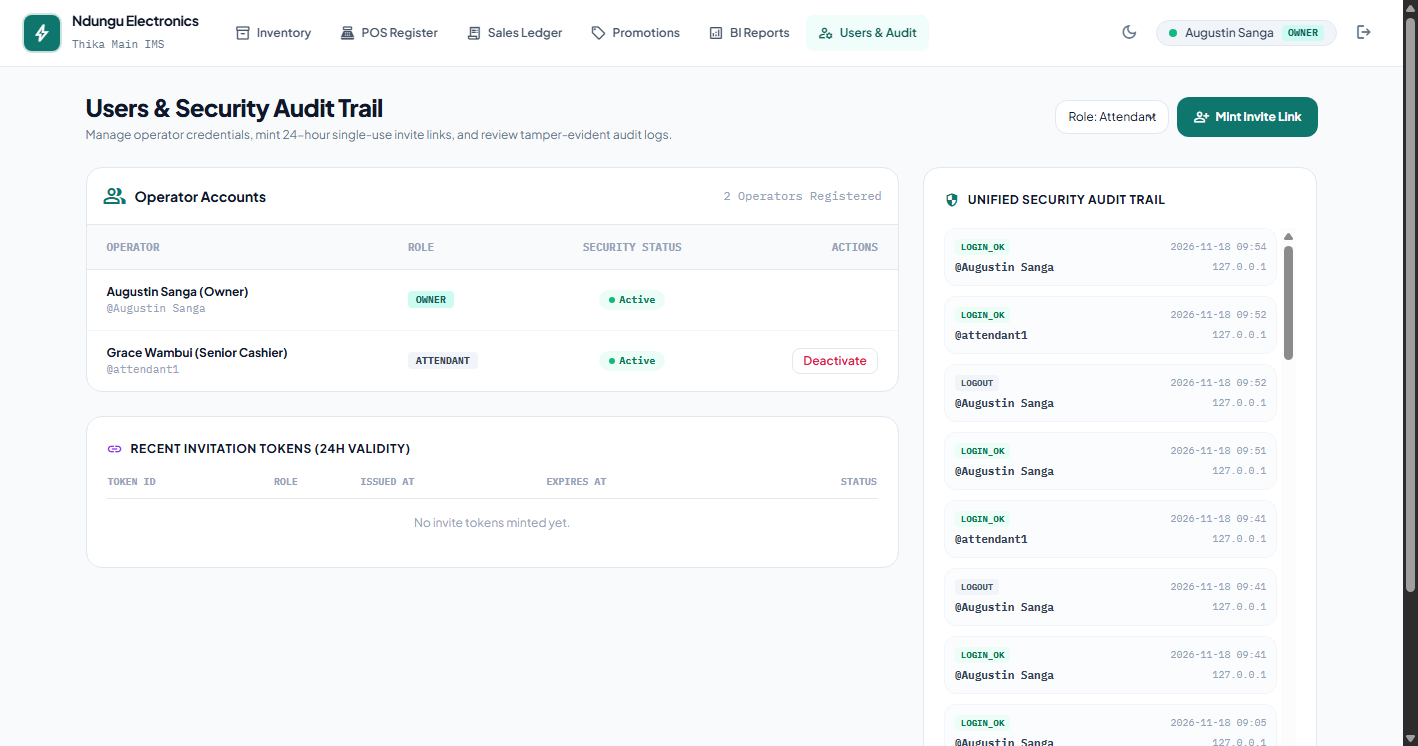 Ndungu Electronics
Thika Main IMS
Inventory
POS Register
Sales Ledger
Promotions
BI Reports
Users & Audit
Augustin Sanga OWNER
Users & Security Audit Trail
Manage operator credentials, mint 24-hour single-use invite links, and review tamper-evident audit logs.
Role: Attendant
Mint Invite Link
Operator Accounts
2 Operators Registered
OPERATOR ROLE SECURITY STATUS ACTIONS
Augustin Sanga (Owner)
@Augustin Sanga
OWNER
Active
Grace Wambui (Senior Cashier)
@attendant1
ATTENDANT
Active
Deactivate
RECENT INVITATION TOKENS (24H VALIDITY)
TOKEN ID ROLE ISSUED AT EXPIRES AT STATUS
No invite tokens minted yet.
UNIFIED SECURITY AUDIT TRAIL
LOGIN_OK 2026-11-18 09:54
@Augustin Sanga 127.0.0.1
LOGIN_OK 2026-11-18 09:52
@attendant1 127.0.0.1
LOGOUT 2026-11-18 09:52
@Augustin Sanga 127.0.0.1
LOGIN_OK 2026-11-18 09:51
@Augustin Sanga 127.0.0.1
LOGIN_OK 2026-11-18 09:41
@attendant1 127.0.0.1
LOGOUT 2026-11-18 09:41
@Augustin Sanga 127.0.0.1
LOGIN_OK 2026-11-18 09:41
@Augustin Sanga 127.0.0.1
LOGIN_OK 2026-11-18 09:05
@Augustin Sanga 127.0.0.1